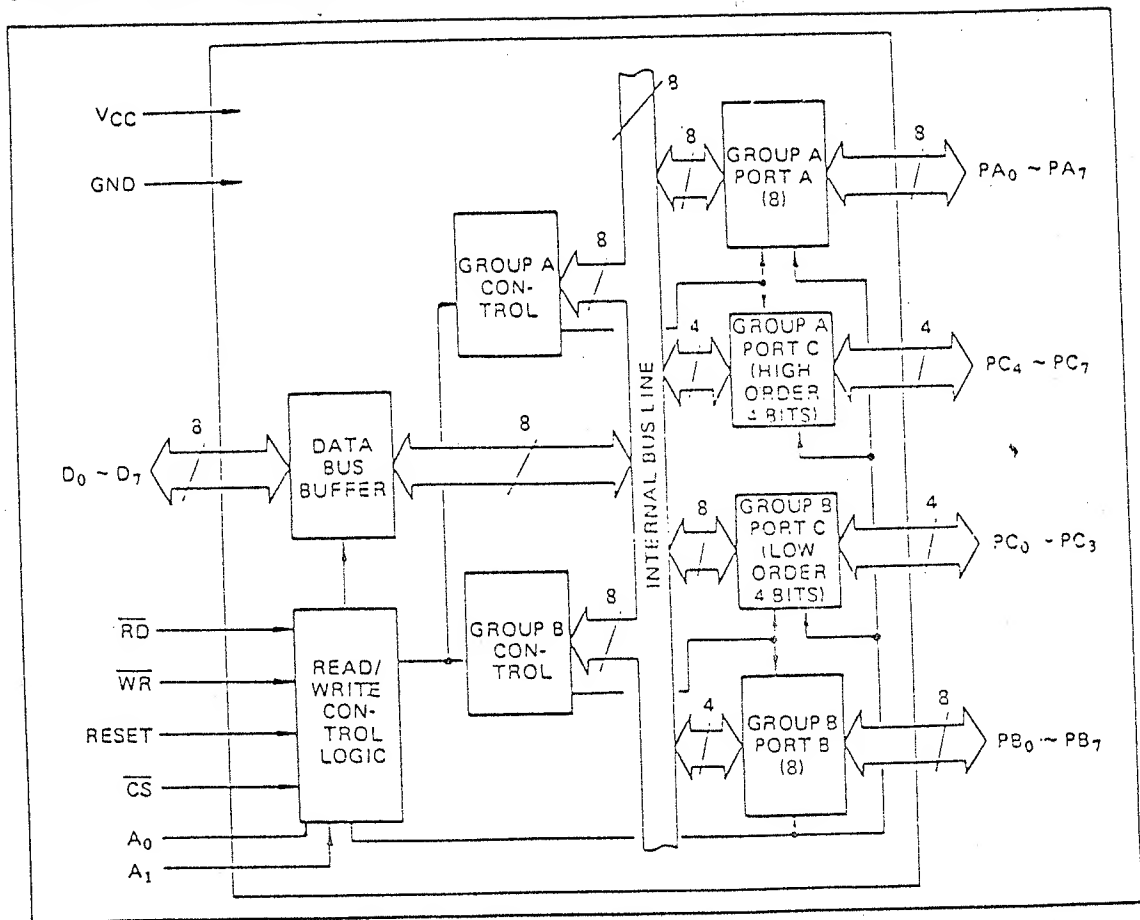 VCC
GND
D0 ~ D7
RD
WR
RESET
CS
A0
A1
8
DATA
BUS
BUFFER
READ/
WRITE
CON-
TROL
LOGIC
GROUP A
CON-
TROL
8
8
GROUP B
CON-
TROL
8
8
INTERNAL BUS LINE
8
GROUP A
PORT A
(8)
8
PA0 ~ PA7
4
GROUP A
PORT C
(HIGH
ORDER
4 BITS)
4
PC4 ~ PC7
8
GROUP B
PORT C
(LOW
ORDER
4 BITS)
4
PC0 ~ PC3
4
GROUP B
PORT B
(8)
8
PB0 ~ PB7